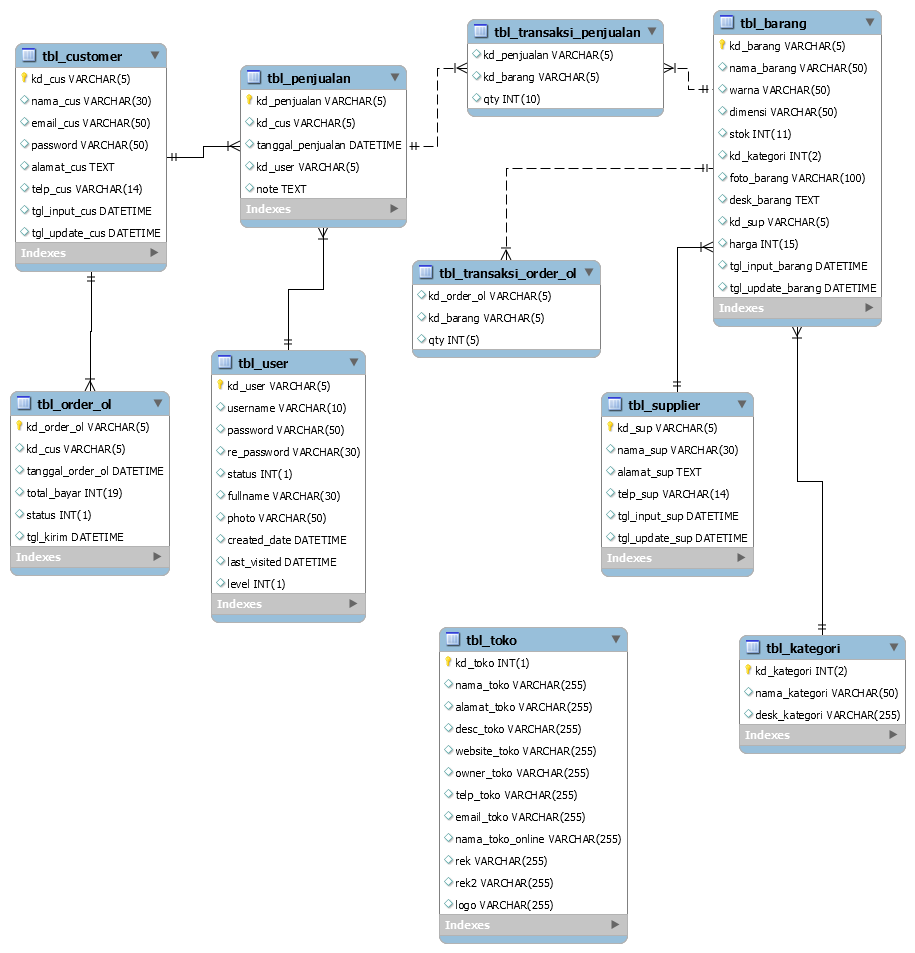 tbl_customer
kd_cus VARCHAR(5)
nama_cus VARCHAR(30)
email_cus VARCHAR(50)
password VARCHAR(50)
alamat_cus TEXT
telp_cus VARCHAR(14)
tgl_input_cus DATETIME
tgl_update_cus DATETIME
Indexes
tbl_penjualan
kd_penjualan VARCHAR(5)
kd_cus VARCHAR(5)
tanggal_penjualan DATETIME
kd_user VARCHAR(5)
note TEXT
Indexes
tbl_transaksi_penjualan
kd_penjualan VARCHAR(5)
kd_barang VARCHAR(5)
qty INT(10)
tbl_barang
kd_barang VARCHAR(5)
nama_barang VARCHAR(50)
warna VARCHAR(50)
dimensi VARCHAR(50)
stok INT(11)
kd_kategori INT(2)
foto_barang VARCHAR(100)
desk_barang TEXT
kd_sup VARCHAR(5)
harga INT(15)
tgl_input_barang DATETIME
tgl_update_barang DATETIME
Indexes
tbl_transaksi_order_ol
kd_order_ol VARCHAR(5)
kd_barang VARCHAR(5)
qty INT(5)
tbl_order_ol
kd_order_ol VARCHAR(5)
kd_cus VARCHAR(5)
tanggal_order_ol DATETIME
total_bayar INT(19)
status INT(1)
tgl_kirim DATETIME
Indexes
tbl_user
kd_user VARCHAR(5)
username VARCHAR(10)
password VARCHAR(50)
re_password VARCHAR(30)
status INT(1)
fullname VARCHAR(30)
photo VARCHAR(50)
created_date DATETIME
last_visited DATETIME
level INT(1)
Indexes
tbl_supplier
kd_sup VARCHAR(5)
nama_sup VARCHAR(30)
alamat_sup TEXT
telp_sup VARCHAR(14)
tgl_input_sup DATETIME
tgl_update_sup DATETIME
Indexes
tbl_toko
kd_toko INT(1)
nama_toko VARCHAR(255)
alamat_toko VARCHAR(255)
desc_toko VARCHAR(255)
website_toko VARCHAR(255)
owner_toko VARCHAR(255)
telp_toko VARCHAR(255)
email_toko VARCHAR(255)
nama_toko_online VARCHAR(255)
rek VARCHAR(255)
rek2 VARCHAR(255)
logo VARCHAR(255)
Indexes
tbl_kategori
kd_kategori INT(2)
nama_kategori VARCHAR(50)
desk_kategori VARCHAR(255)
Indexes